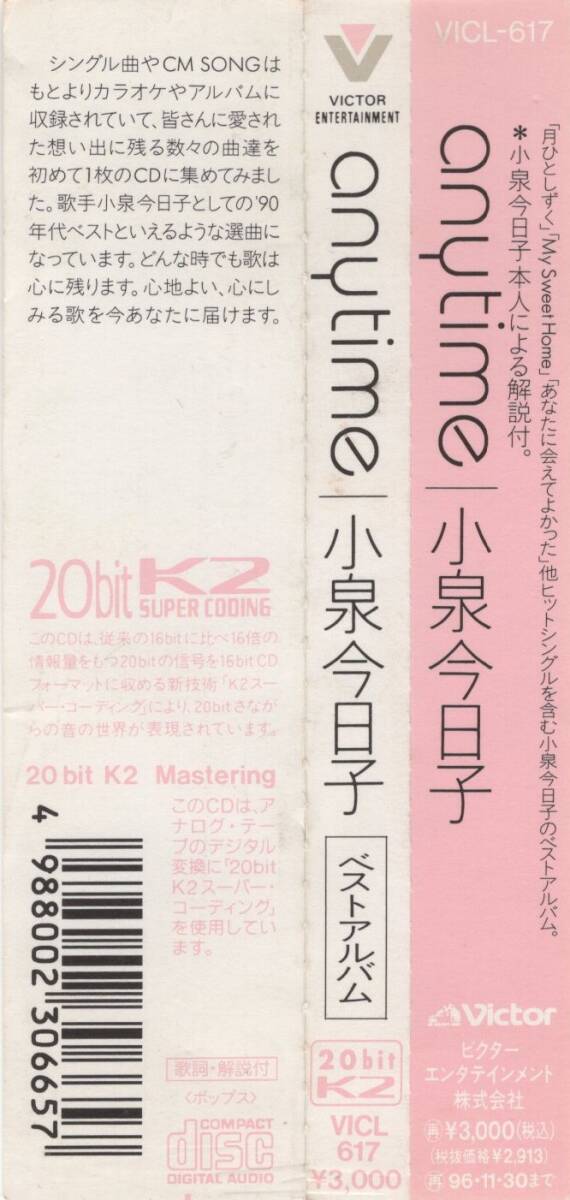 シングル曲やCM SONGは
もとよりカラオケやアルバムに
収録されていて、皆さんに愛され
た想い出に残る数々の曲達を
初めて1枚のCDに集めてみまし
た。歌手小泉今日子としての'90
年代ベストといえるような選曲に
なっています。どんな時でも歌は
心に残ります。心地よい、心にし
みる歌を今あなたに届けます。
20bit K2
SUPER CODING
このCDは、従来の16bitに比べ16倍の
情報量をもつ20bitの信号を16bit CD
フォーマットに収める新技術「K2スー
パー・コーディング」により、20bitさなが
らの音の世界が表現されています。
20 bit K2 Mastering
このCDは、ア
ナログ・テー
プのデジタル
変換に「20bit
K2スーパー・
コーディング」
を使用してい
ます。
4 988002 306657
歌詞・解説付
〈ポップス〉
COMPACT
disc
DIGITAL AUDIO
VICTOR
ENTERTAINMENT
anytime
小泉今日子
ベストアルバム
20bit
K2
VICL
617
¥3,000
VICL-617
「月ひとしずく」「My Sweet Home」「あなたに会えてよかった」他ヒットシングルを含む小泉今日子のベストアルバム。
*小泉今日子本人による解説付。
anytime
小泉今日子
Victor
ビクター
エンタテインメント
株式会社
再¥3,000(税込)
(税抜価格¥2,913)
再96・11・30まで